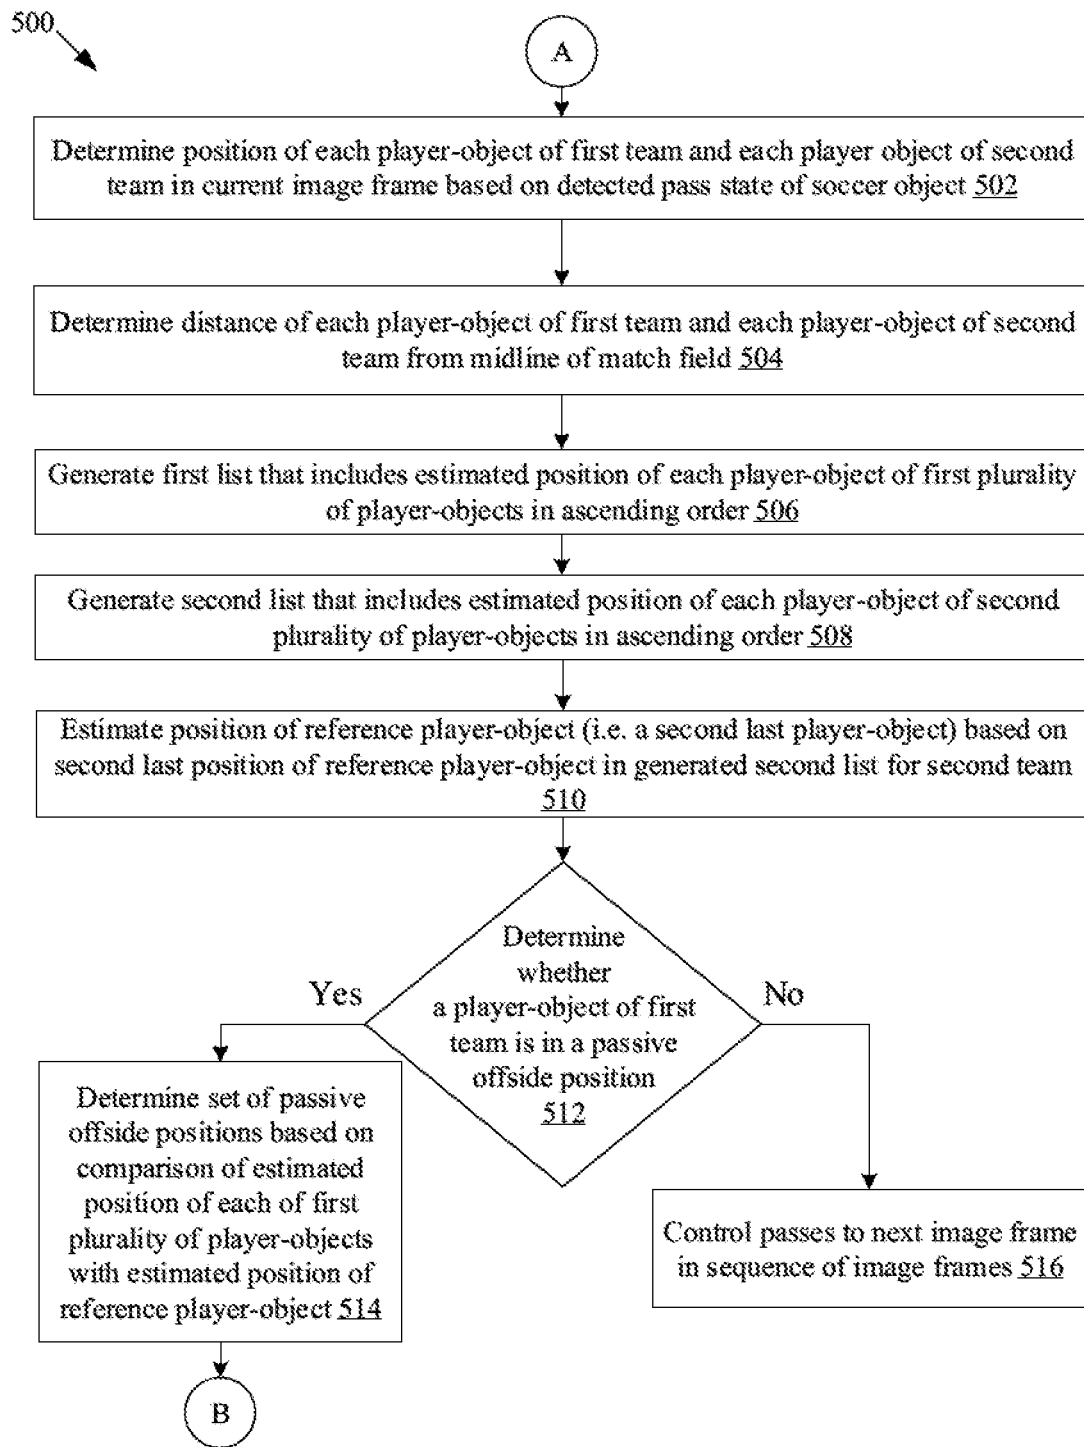 500
A
Determine position of each player-object of first team and each player object of second
team in current image frame based on detected pass state of soccer object 502
Determine distance of each player-object of first team and each player-object of second
team from midline of match field 504
Generate first list that includes estimated position of each player-object of first plurality
of player-objects in ascending order 506
Generate second list that includes estimated position of each player-object of second
plurality of player-objects in ascending order 508
Estimate position of reference player-object (i.e. a second last player-object) based on
second last position of reference player-object in generated second list for second team
510
Determine
whether
a player-object of first
team is in a passive
offside position
512
Yes
No
Determine set of passive
offside positions based on
comparison of estimated
position of each of first
plurality of player-objects
with estimated position of
reference player-object 514
Control passes to next image frame
in sequence of image frames 516
B